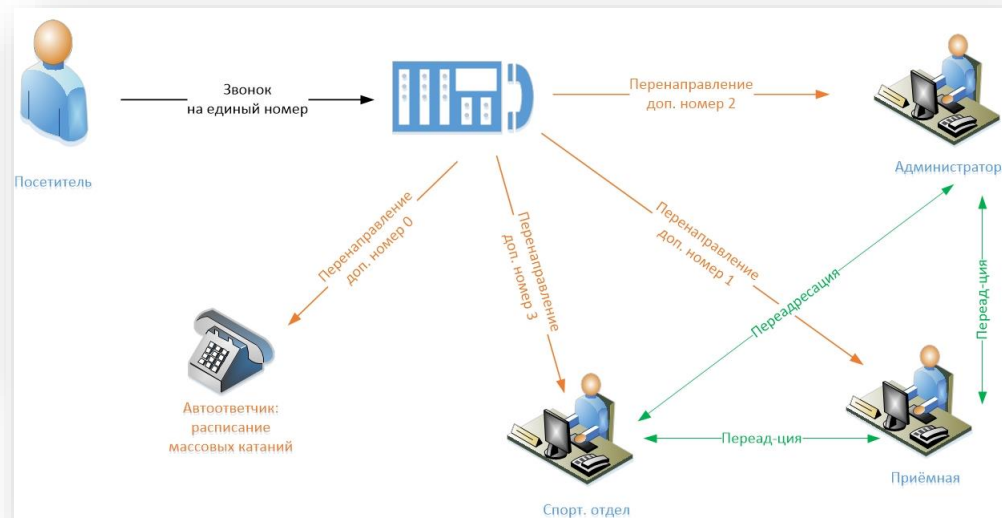 Звонок
на единый номер
Перенаправление
доп. номер 2
Посетитель
Администратор
Перенаправление
доп. номер 0
Перенаправление
доп. номер 3
Перенаправление
доп. номер 1
Переадресация
Переад-ция
Автоответчик:
расписание
массовых катаний
Переад-ция
Спорт. отдел
Приёмная